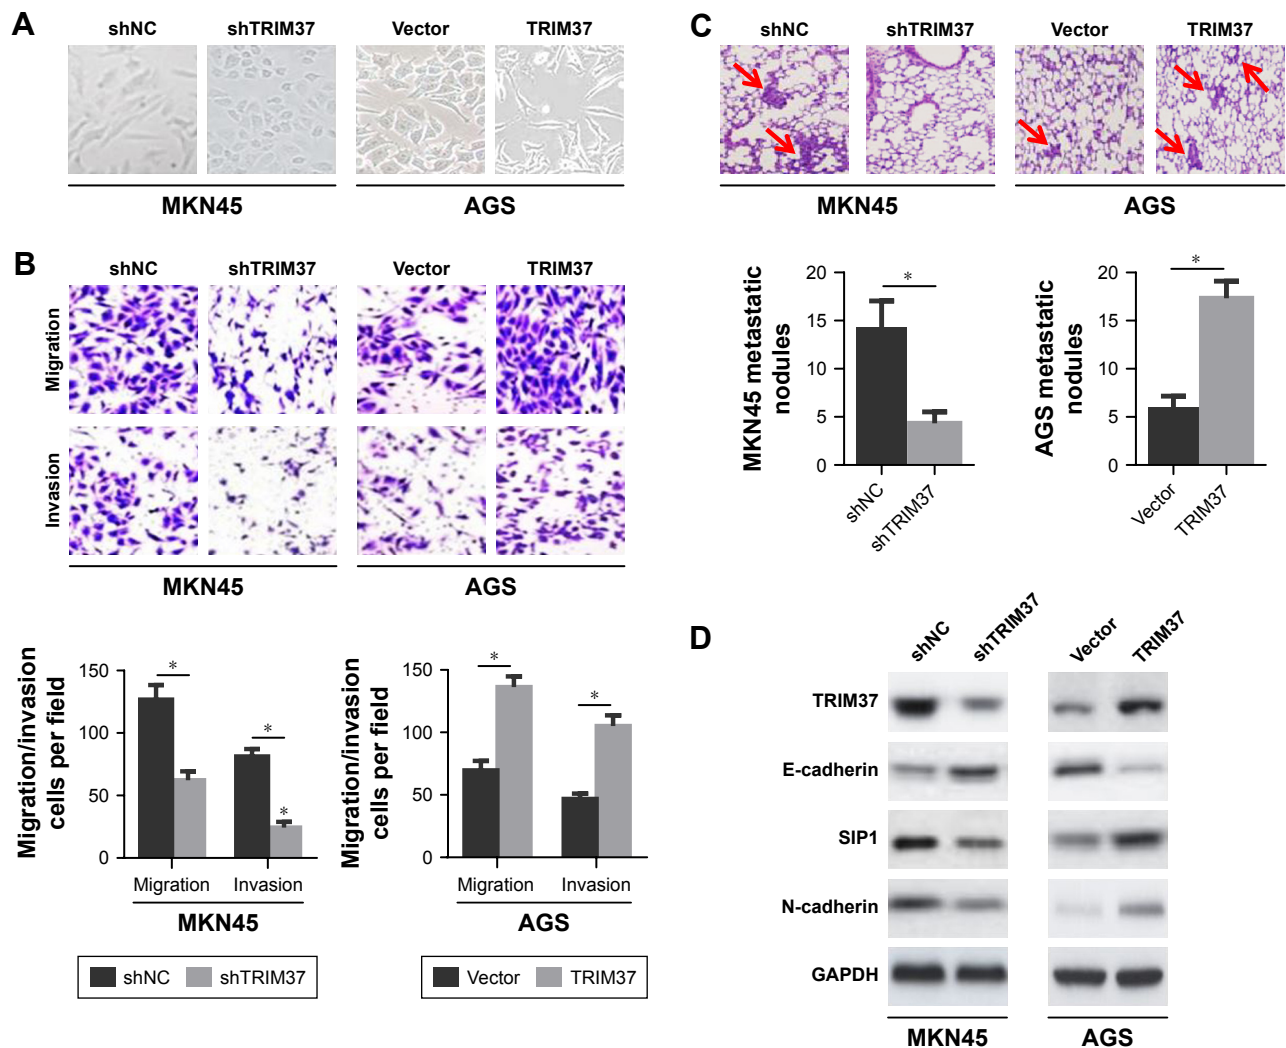 A
shNC shTRIM37 Vector TRIM37
MKN45 AGS
B
shNC shTRIM37 Vector TRIM37
Migration
Invasion
MKN45 AGS
Migration/invasion
cells per field
150
100
50
0
*
*
*
Migration Invasion
MKN45
shNC shTRIM37
Migration/invasion
cells per field
150
100
50
0
*
*
Migration Invasion
AGS
Vector TRIM37
C
shNC shTRIM37 Vector TRIM37
MKN45 AGS
MKN45 metastatic
nodules
20
15
10
5
0
*
shNC
shTRIM37
AGS metastatic
nodules
20
15
10
5
0
*
Vector
TRIM37
D
shNC shTRIM37 Vector TRIM37
TRIM37
E-cadherin
SIP1
N-cadherin
GAPDH
MKN45 AGS